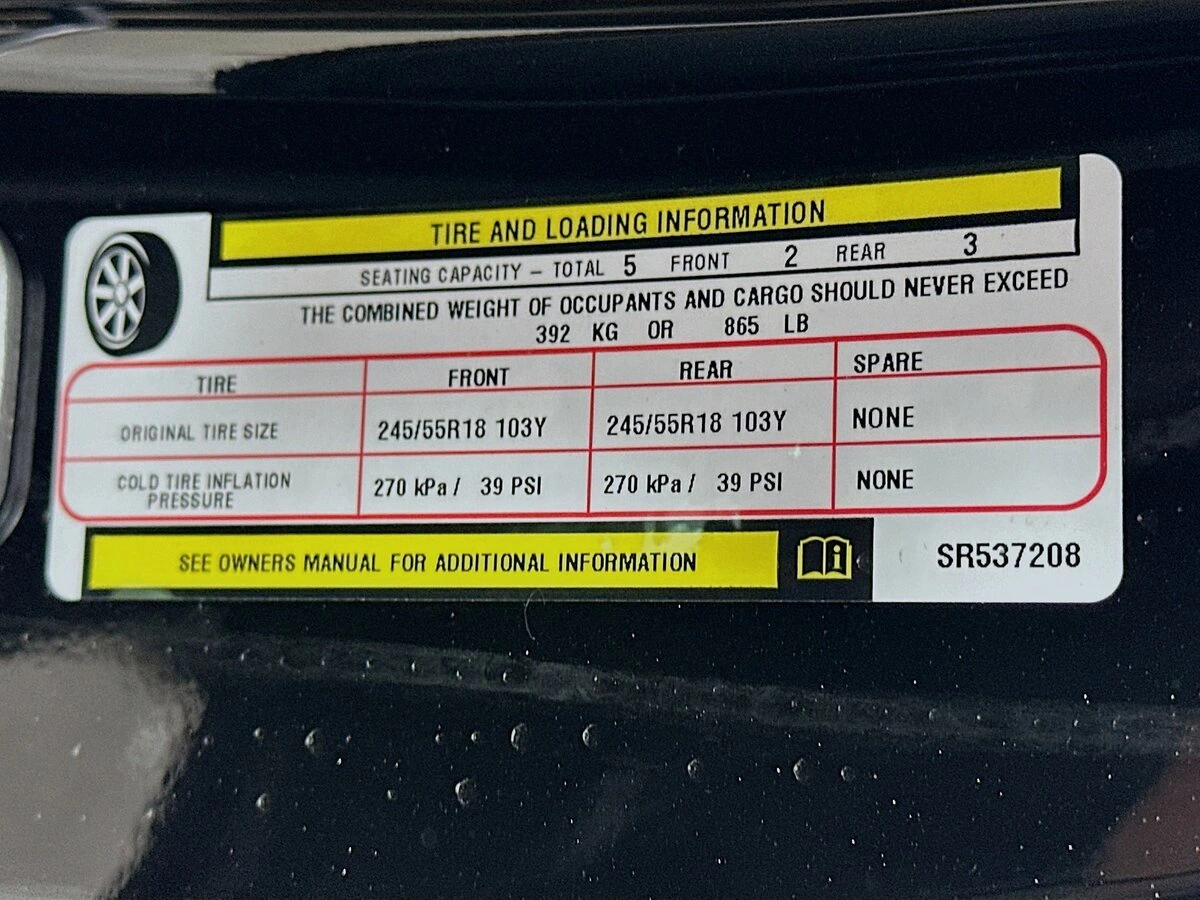 TIRE AND LOADING INFORMATION
SEATING CAPACITY – TOTAL 5 FRONT 2 REAR 3
THE COMBINED WEIGHT OF OCCUPANTS AND CARGO SHOULD NEVER EXCEED
392 KG OR 865 LB
TIRE FRONT REAR SPARE
ORIGINAL TIRE SIZE 245/55R18 103Y 245/55R18 103Y NONE
COLD TIRE INFLATION PRESSURE 270 kPa / 39 PSI 270 kPa / 39 PSI NONE
SEE OWNERS MANUAL FOR ADDITIONAL INFORMATION
SR537208